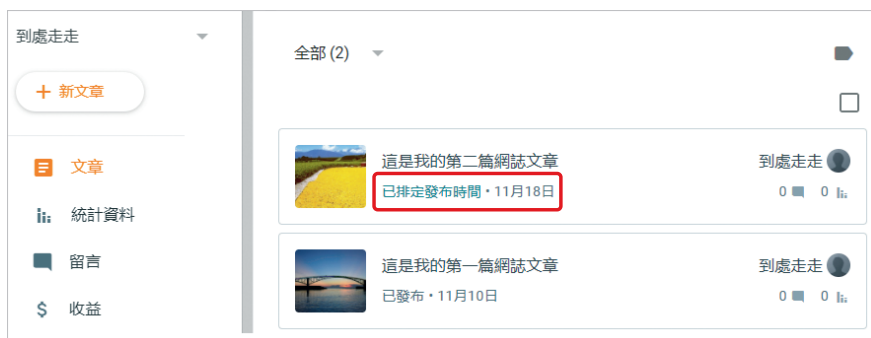 到處走走
全部 (2)
+ 新文章
文章
統計資料
留言
$ 收益
這是我的第二篇網誌文章
到處走走
已排定發布時間・11月18日
0 0
這是我的第一篇網誌文章
到處走走
已發布・11月10日
0 0